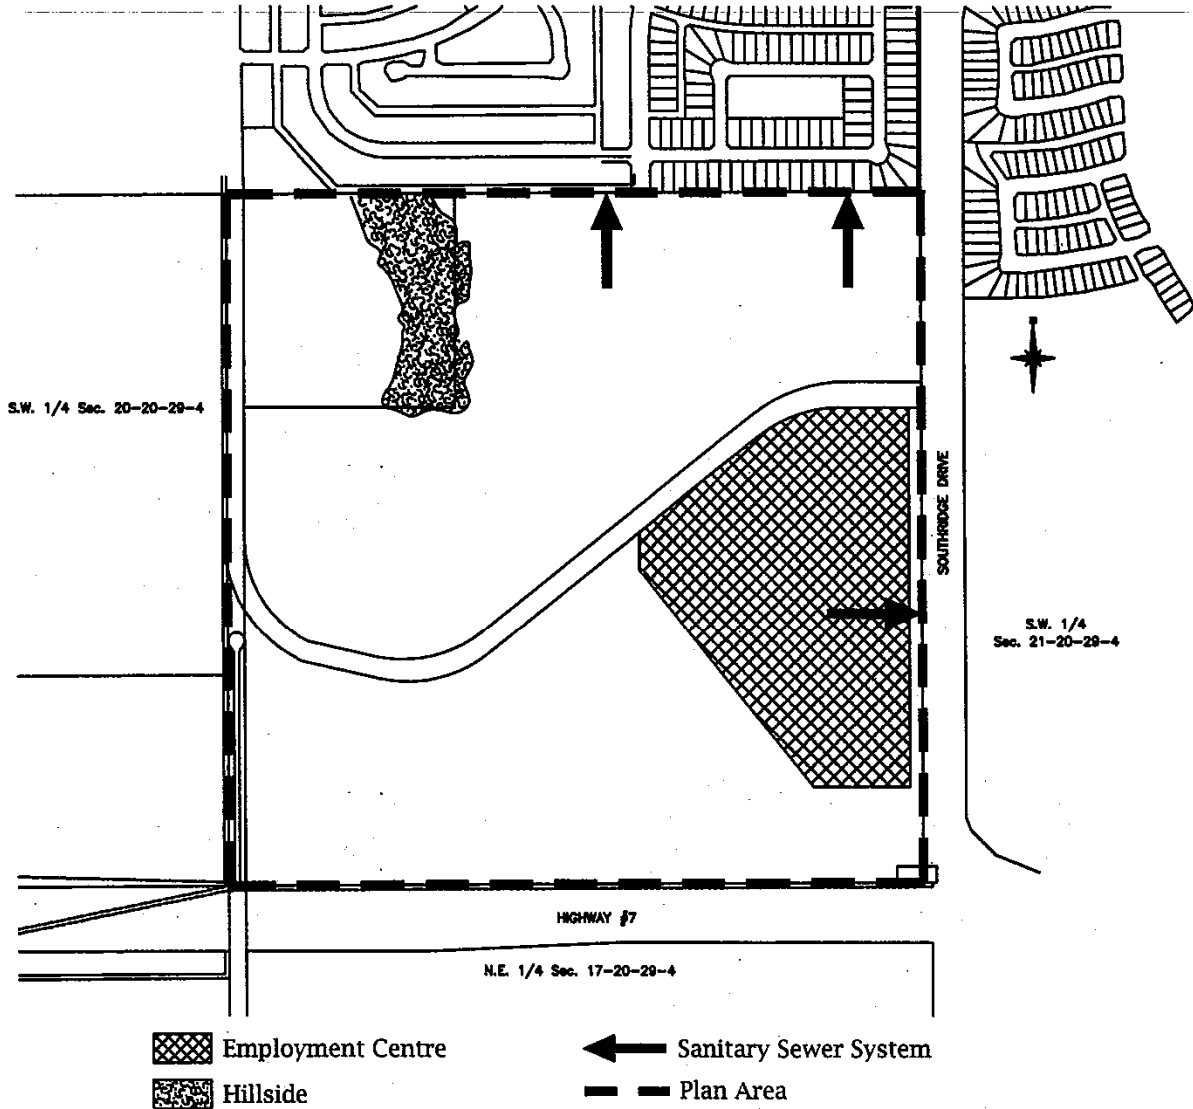 S.W. 1/4 Sec. 20-20-29-4
SOUTHRIDGE DRIVE
S.W. 1/4
Sec. 21-20-29-4
HIGHWAY #7
N.E. 1/4 Sec. 17-20-29-4
Employment Centre
Sanitary Sewer System
Hillside
Plan Area